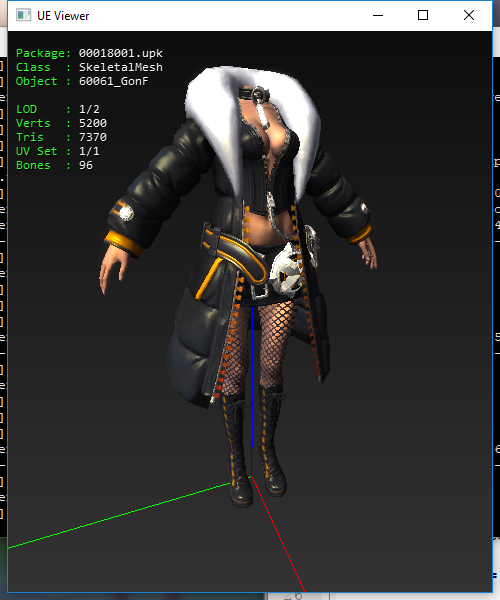 UE Viewer
Package: 00018001.upk
Class : SkeletalMesh
Object : 60061_GonF
LOD : 1/2
Verts : 5200
Tris : 7370
UV Set : 1/1
Bones : 96